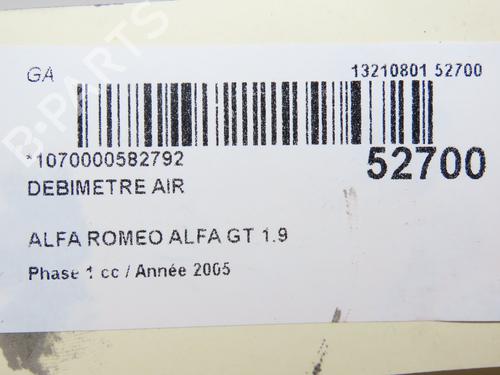 GA
13210801 52700
*1070000582792
52700
DEBIMETRE AIR
ALFA ROMEO ALFA GT 1.9
Phase 1 cc / Année 2005
B-PARTS